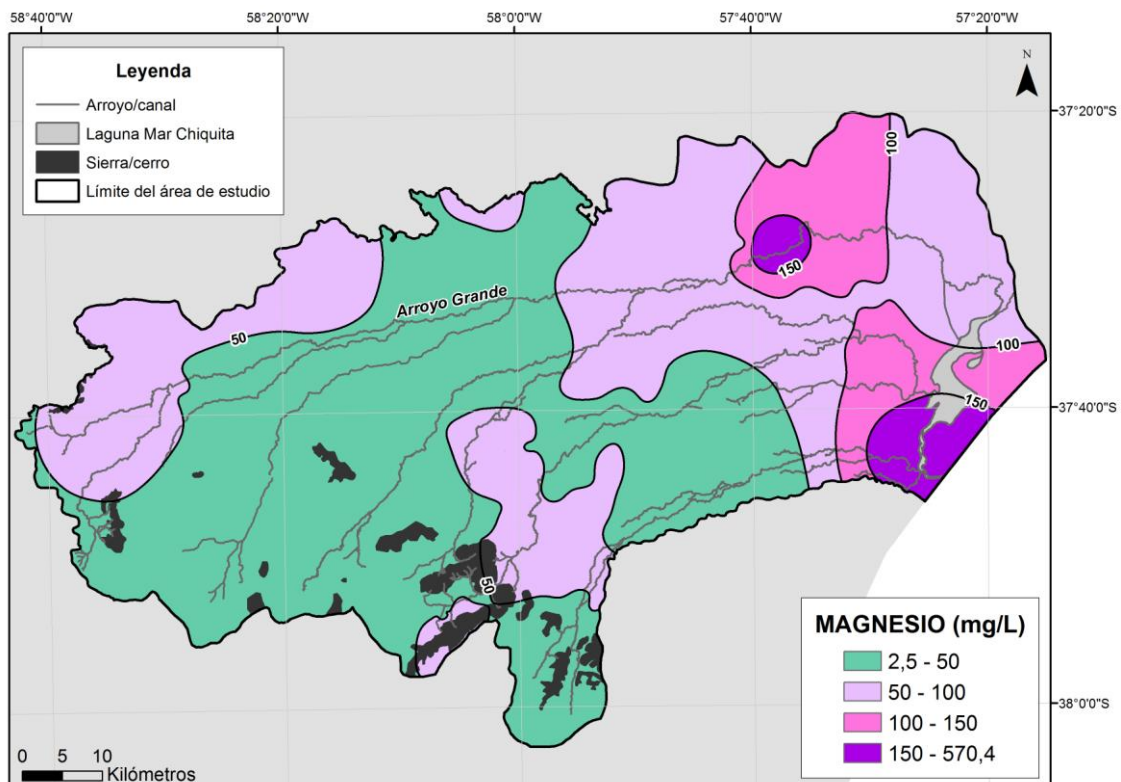 58°40'0"O 58°20'0"O 58°0'0"O 57°40'0"O 57°20'0"O
Leyenda
Arroyo/canal
Laguna Mar Chiquita
Sierra/cerro
Límite del área de estudio
N
37°20'0"S
100
150
Arroyo Grande
50
100
37°40'0"S
150
50
38°0'0"S
MAGNESIO (mg/L)
2,5 - 50
50 - 100
100 - 150
150 - 570,4
0 5 10
Kilómetros